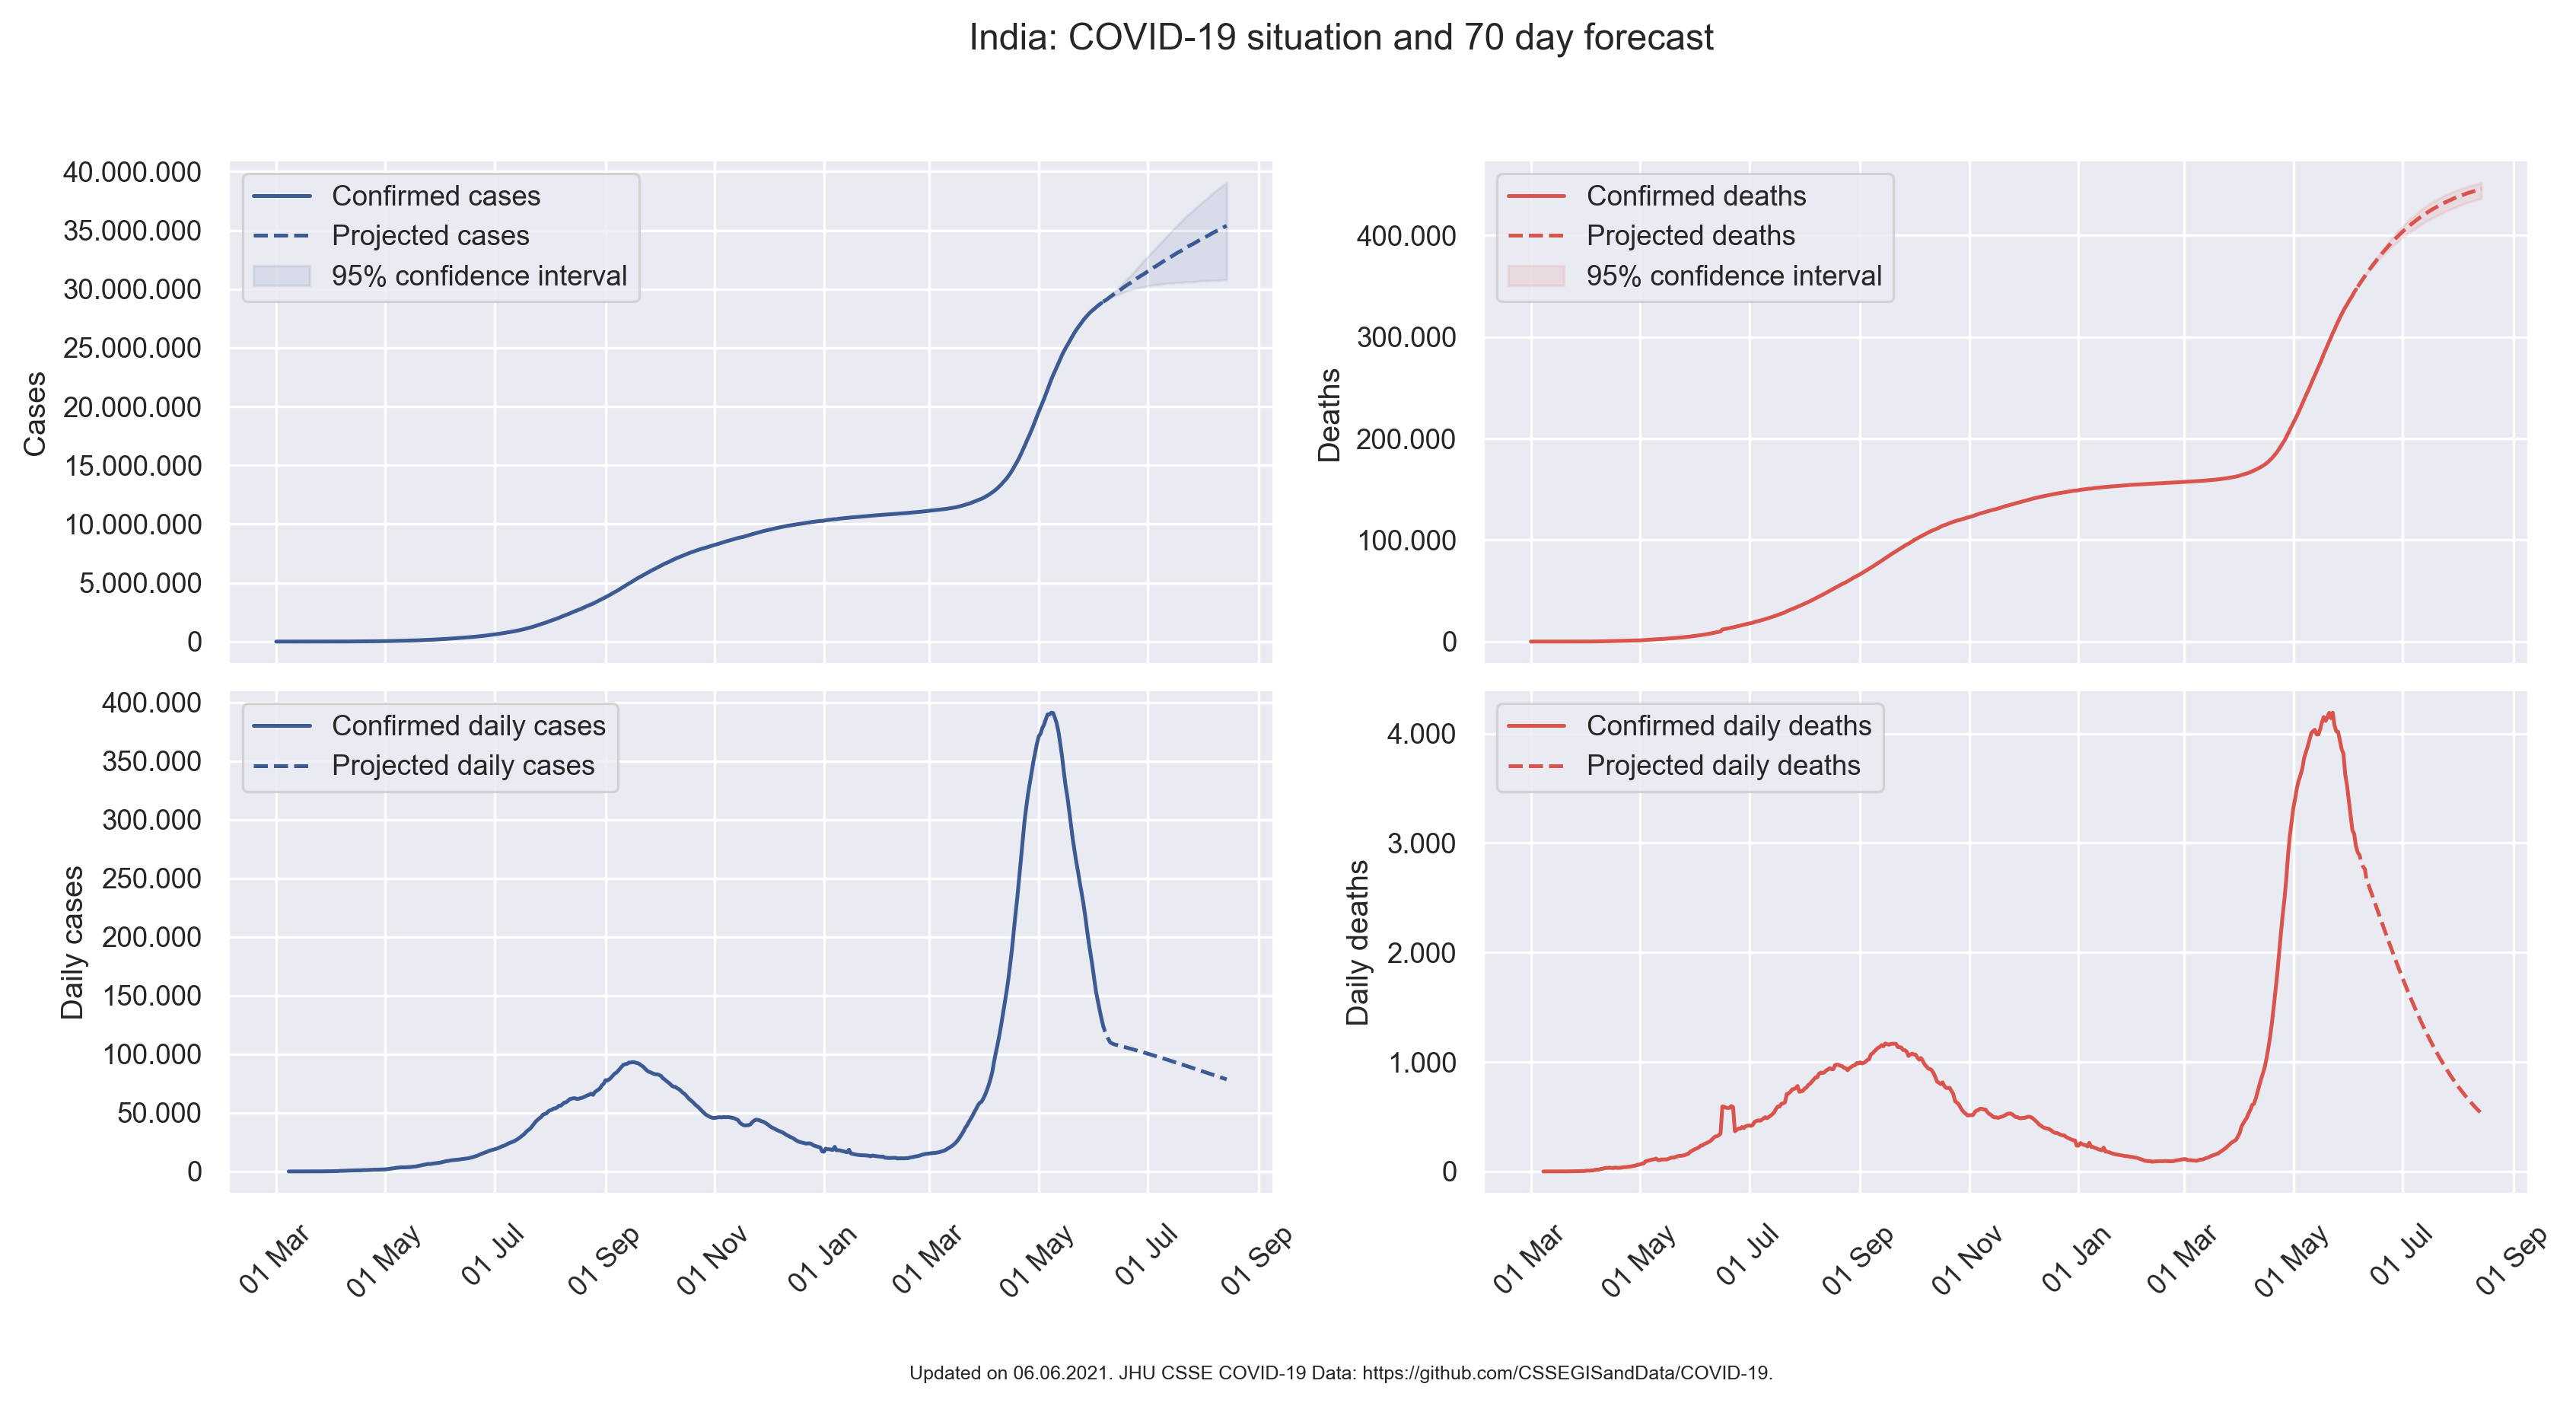 India: COVID-19 situation and 70 day forecast
40.000.000
35.000.000
30.000.000
25.000.000
20.000.000
15.000.000
10.000.000
5.000.000
0
Cases
Confirmed cases
Projected cases
95% confidence interval
400.000
300.000
200.000
100.000
0
Deaths
Confirmed deaths
Projected deaths
95% confidence interval
400.000
350.000
300.000
250.000
200.000
150.000
100.000
50.000
0
Daily cases
Confirmed daily cases
Projected daily cases
01 Mar
01 May
01 Jul
01 Sep
01 Nov
01 Jan
01 Mar
01 May
01 Jul
01 Sep
4.000
3.000
2.000
1.000
0
Daily deaths
Confirmed daily deaths
Projected daily deaths
01 Mar
01 May
01 Jul
01 Sep
01 Nov
01 Jan
01 Mar
01 May
01 Jul
01 Sep
Updated on 06.06.2021. JHU CSSE COVID-19 Data: https://github.com/CSSEGISandData/COVID-19.